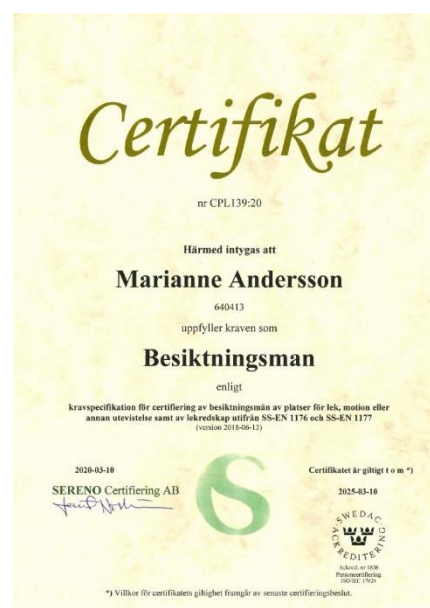 Certifikat
nr CPL139:20
Härmed intygas att
Marianne Andersson
640413
uppfyller kraven som
Besiktningsman
enligt
kravspecifikation för certifiering av besiktningsmän av platser för lek, motion eller
annan utevistelse samt av lekredskap utifrån SS-EN 1176 och SS-EN 1177
(version 2018-06-13)
2020-03-10
Certifikatet är giltigt t o m *)
SERENO Certifiering AB
2025-03-10
SWEDAC
ACKREDITERING
Ackred. nr 1838
Personcertifiering
ISO/IEC 17024
*) Villkor för certifikatets giltighet framgår av senaste certifieringsbeslut.